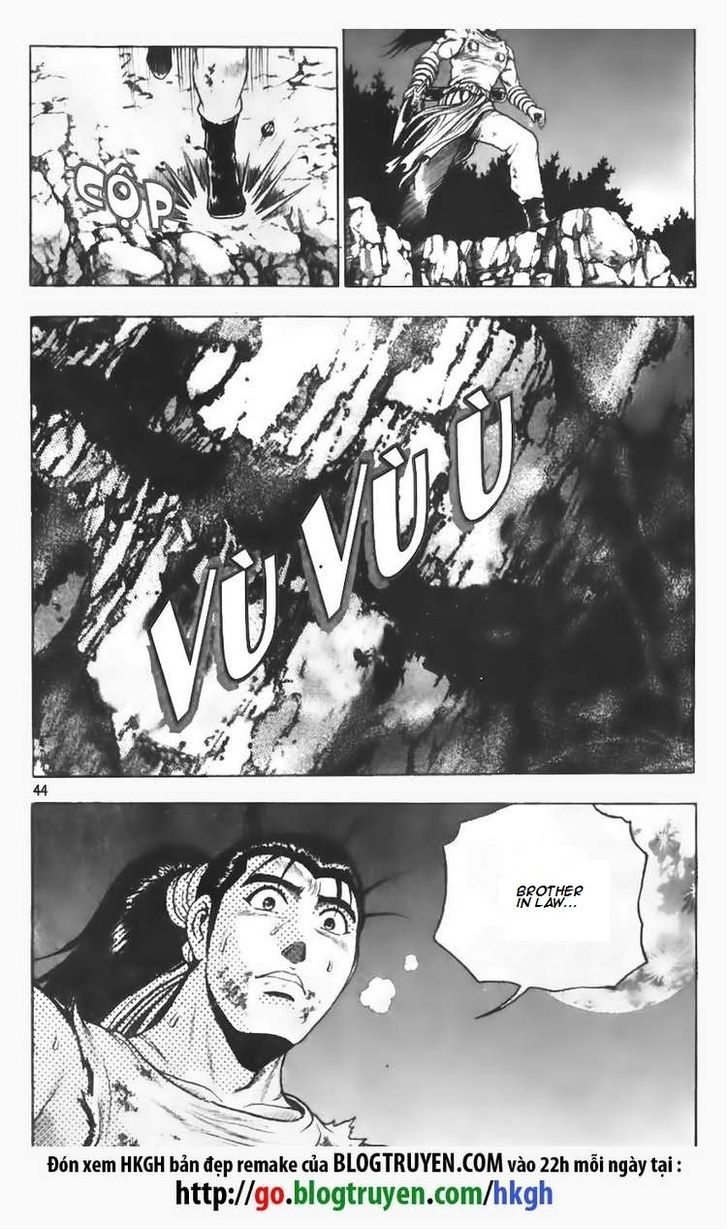 CỘP
VÙ VÙ Ù
44
BROTHER
IN LAW...
Đón xem HKGH bản đẹp remake của BLOGTRUYEN.COM vào 22h mỗi ngày tại :
http://go.blogtruyen.com/hkgh